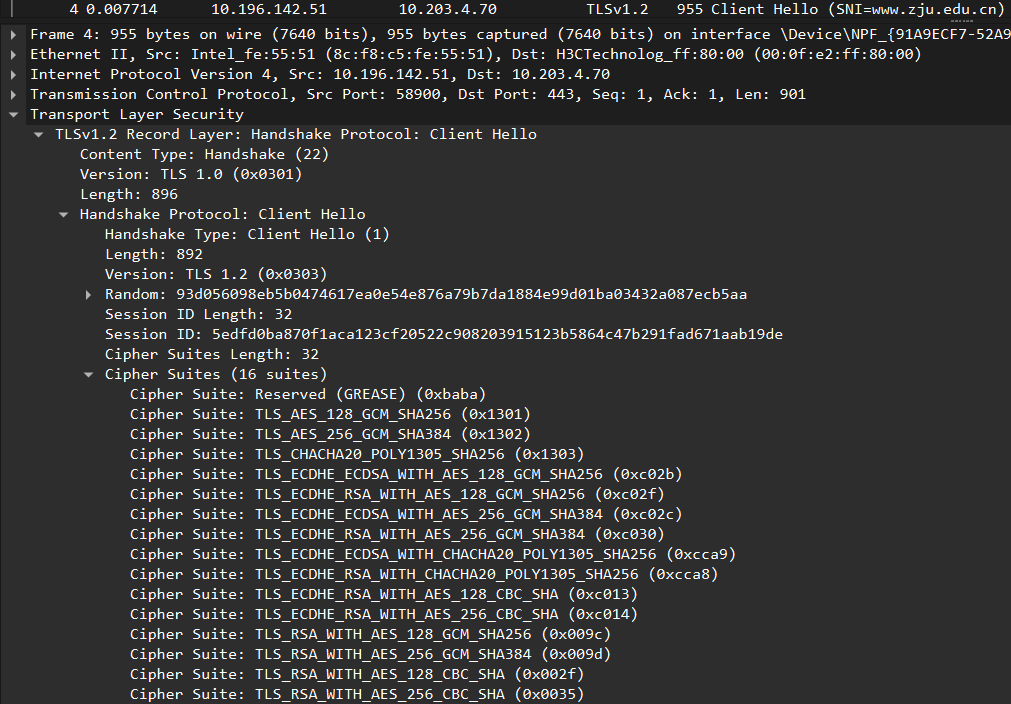 4 0.007714 10.196.142.51 10.203.4.70 TLSv1.2 955 Client Hello (SNI=www.zju.edu.cn)
Frame 4: 955 bytes on wire (7640 bits), 955 bytes captured (7640 bits) on interface \Device\NPF_{91A9ECF7-52A9
Ethernet II, Src: Intel_fe:55:51 (8c:f8:c5:fe:55:51), Dst: H3CTechnolog_ff:80:00 (00:0f:e2:ff:80:00)
Internet Protocol Version 4, Src: 10.196.142.51, Dst: 10.203.4.70
Transmission Control Protocol, Src Port: 58900, Dst Port: 443, Seq: 1, Ack: 1, Len: 901
Transport Layer Security
TLSv1.2 Record Layer: Handshake Protocol: Client Hello
Content Type: Handshake (22)
Version: TLS 1.0 (0x0301)
Length: 896
Handshake Protocol: Client Hello
Handshake Type: Client Hello (1)
Length: 892
Version: TLS 1.2 (0x0303)
Random: 93d056098eb5b0474617ea0e54e876a79b7da1884e99d01ba03432a087ecb5aa
Session ID Length: 32
Session ID: 5edfd0ba870f1aca123cf20522c908203915123b5864c47b291fad671aab19de
Cipher Suites Length: 32
Cipher Suites (16 suites)
Cipher Suite: Reserved (GREASE) (0xbaba)
Cipher Suite: TLS_AES_128_GCM_SHA256 (0x1301)
Cipher Suite: TLS_AES_256_GCM_SHA384 (0x1302)
Cipher Suite: TLS_CHACHA20_POLY1305_SHA256 (0x1303)
Cipher Suite: TLS_ECDHE_ECDSA_WITH_AES_128_GCM_SHA256 (0xc02b)
Cipher Suite: TLS_ECDHE_RSA_WITH_AES_128_GCM_SHA256 (0xc02f)
Cipher Suite: TLS_ECDHE_ECDSA_WITH_AES_256_GCM_SHA384 (0xc02c)
Cipher Suite: TLS_ECDHE_RSA_WITH_AES_256_GCM_SHA384 (0xc030)
Cipher Suite: TLS_ECDHE_ECDSA_WITH_CHACHA20_POLY1305_SHA256 (0xcca9)
Cipher Suite: TLS_ECDHE_RSA_WITH_CHACHA20_POLY1305_SHA256 (0xcca8)
Cipher Suite: TLS_ECDHE_RSA_WITH_AES_128_CBC_SHA (0xc013)
Cipher Suite: TLS_ECDHE_RSA_WITH_AES_256_CBC_SHA (0xc014)
Cipher Suite: TLS_RSA_WITH_AES_128_GCM_SHA256 (0x009c)
Cipher Suite: TLS_RSA_WITH_AES_256_GCM_SHA384 (0x009d)
Cipher Suite: TLS_RSA_WITH_AES_128_CBC_SHA (0x002f)
Cipher Suite: TLS_RSA_WITH_AES_256_CBC_SHA (0x0035)